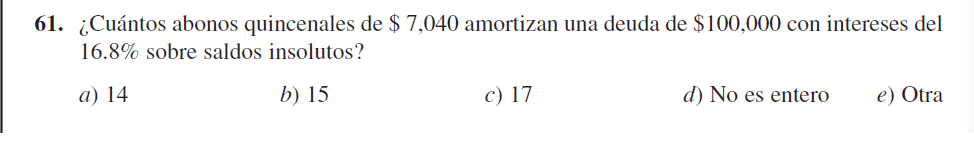 61. ¿Cuántos abonos quincenales de $ 7,040 amortizan una deuda de $100,000 con intereses del
16.8% sobre saldos insolutos?
a) 14 b) 15 c) 17 d) No es entero e) Otra